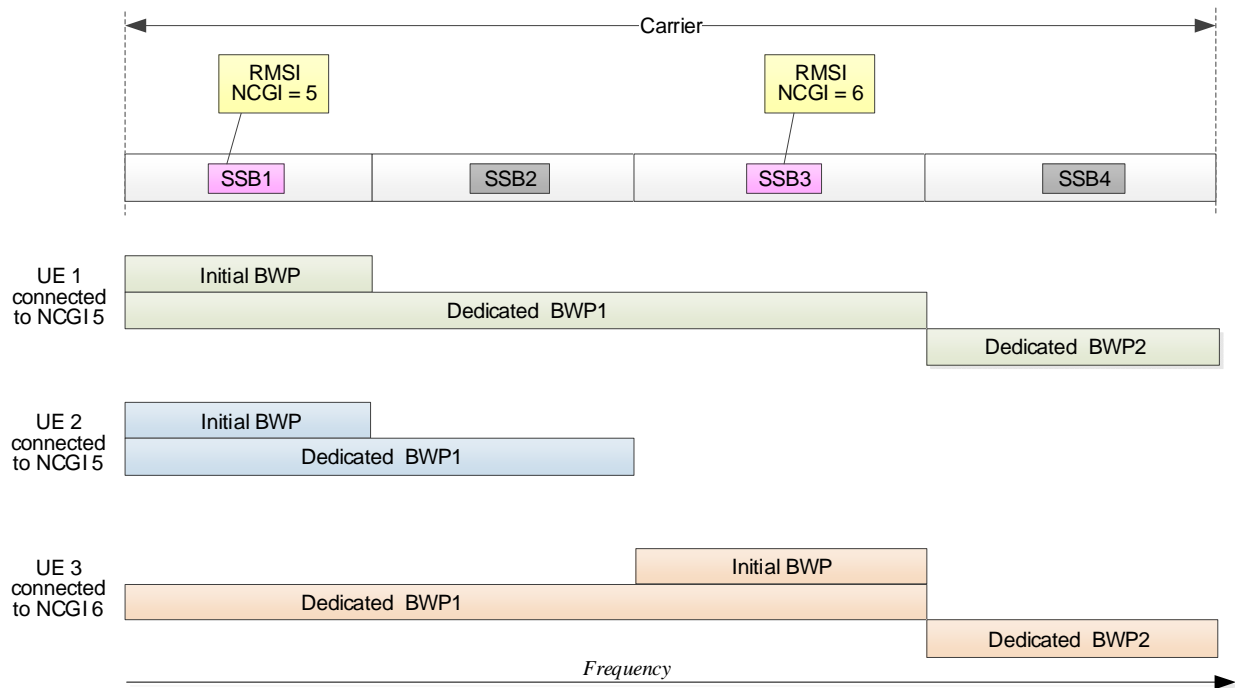 Carrier
RMSI
NCGI = 5
RMSI
NCGI = 6
SSB1
SSB2
SSB3
SSB4
UE 1
connected
to NCGI 5
Initial BWP
Dedicated BWP1
Dedicated BWP2
UE 2
connected
to NCGI 5
Initial BWP
Dedicated BWP1
UE 3
connected
to NCGI 6
Initial BWP
Dedicated BWP1
Dedicated BWP2
Frequency